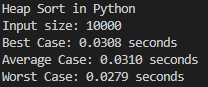 Heap Sort in Python
Input size: 10000
Best Case: 0.0308 seconds
Average Case: 0.0310 seconds
Worst Case: 0.0279 seconds